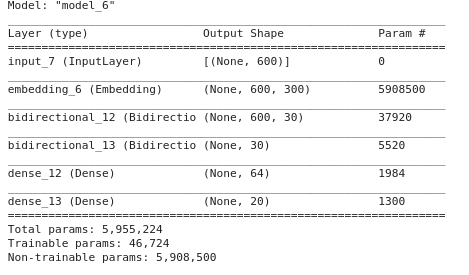 Model: "model_6"
Layer (type) Output Shape Param #
input_7 (InputLayer) [(None, 600)] 0
embedding_6 (Embedding) (None, 600, 300) 5908500
bidirectional_12 (Bidirectio (None, 600, 30) 37920
bidirectional_13 (Bidirectio (None, 30) 5520
dense_12 (Dense) (None, 64) 1984
dense_13 (Dense) (None, 20) 1300
Total params: 5,955,224
Trainable params: 46,724
Non-trainable params: 5,908,500